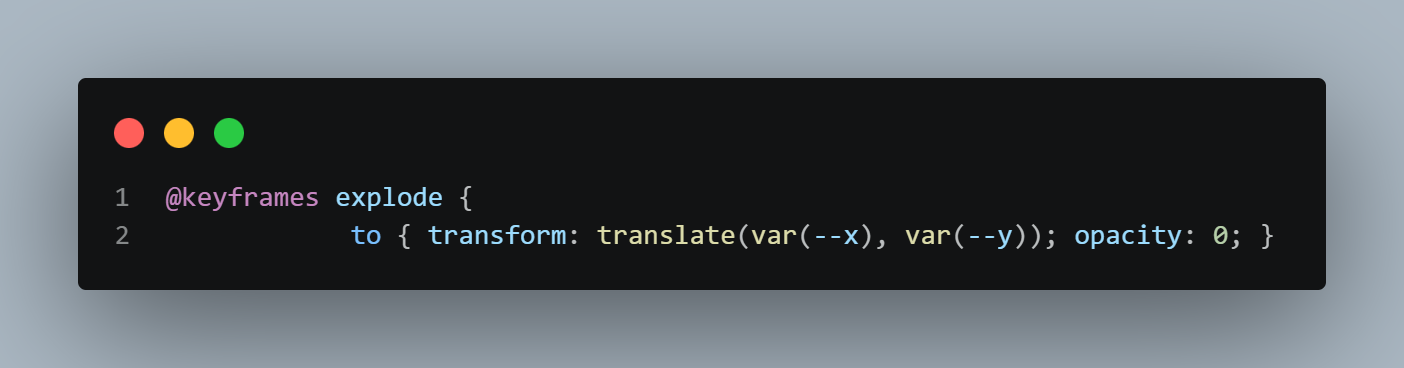 1 @keyframes explode {
2             to { transform: translate(var(--x), var(--y)); opacity: 0; }